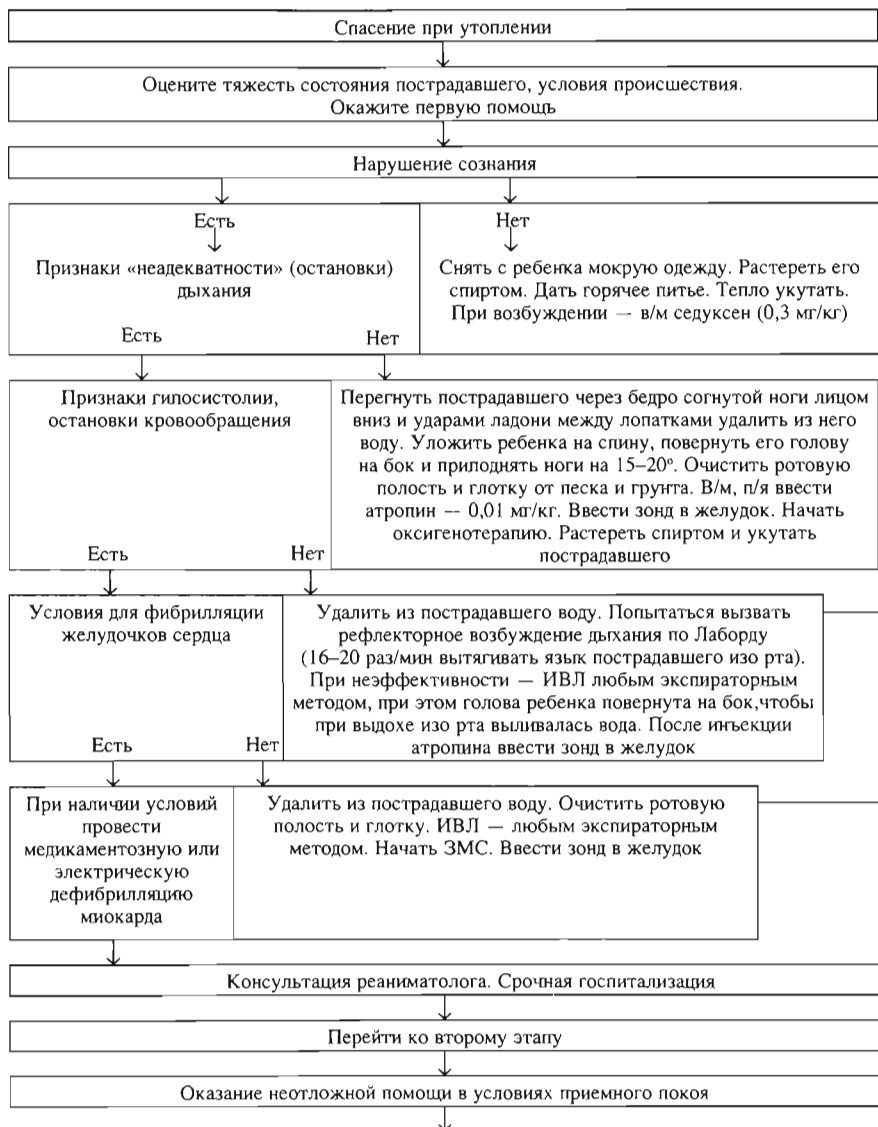 Спасение при утоплении
Оцените тяжесть состояния пострадавшего, условия происшествия.
Окажите первую помощь
Нарушение сознания
Есть
Признаки «неадекватности» (остановки)
дыхания
Есть
Нет
Нет
Снять с ребенка мокрую одежду. Растереть его
спиртом. Дать горячее питье. Тепло укутать.
При возбуждении — в/м седуксен (0,3 мг/кг)
Признаки гипосистолии,
остановки кровообращения
Есть
Нет
Перегнуть пострадавшего через бедро согнутой ноги лицом
вниз и ударами ладони между лопатками удалить из него
воду. Уложить ребенка на спину, повернуть его голову
на бок и приподнять ноги на 15–20°. Очистить ротовую
полость и глотку от песка и грунта. В/м, п/я ввести
атропин — 0,01 мг/кг. Ввести зонд в желудок. Начать
оксигенотерапию. Растереть спиртом и укутать
пострадавшего
Условия для фибрилляции
желудочков сердца
Есть
Нет
Удалить из пострадавшего воду. Попытаться вызвать
рефлекторное возбуждение дыхания по Лаборду
(16–20 раз/мин вытягивать язык пострадавшего изо рта).
При неэффективности — ИВЛ любым экспираторным
методом, при этом голова ребенка повернута на бок,чтобы
при выдохе изо рта выливалась вода. После инъекции
атропина ввести зонд в желудок
При наличии условий
провести
медикаментозную или
электрическую
дефибрилляцию
миокарда
Удалить из пострадавшего воду. Очистить ротовую
полость и глотку. ИВЛ — любым экспираторным
методом. Начать ЗМС. Ввести зонд в желудок
Консультация реаниматолога. Срочная госпитализация
Перейти ко второму этапу
Оказание неотложной помощи в условиях приемного покоя